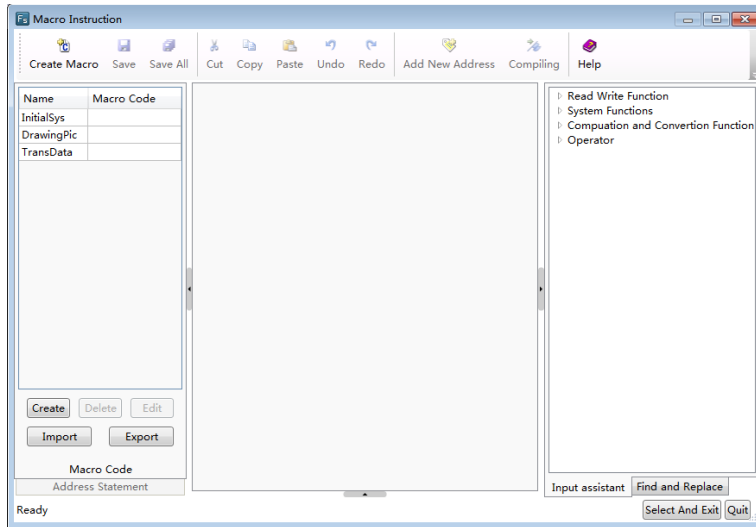 Fs Macro Instruction
Create Macro Save Save All Cut Copy Paste Undo Redo Add New Address Compiling Help
Name Macro Code
InitialSys
DrawingPic
TransData
Read Write Function
System Functions
Compuation and Convertion Function
Operator
Create Delete Edit
Import Export
Macro Code
Address Statement
Input assistant Find and Replace
Ready
Select And Exit Quit